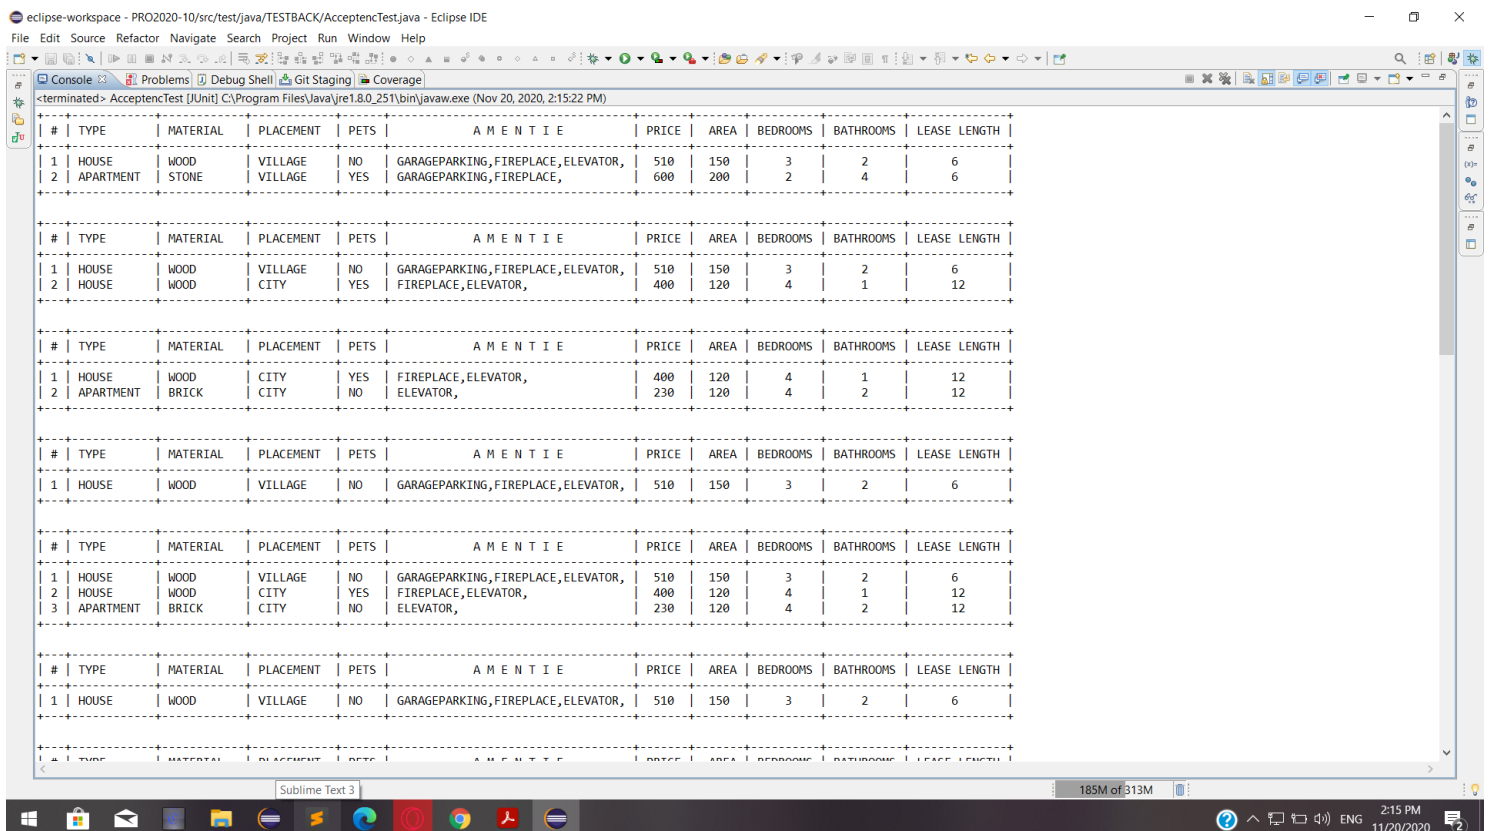 eclipse-workspace - PRO2020-10/src/test/java/TESTBACK/AcceptencTest.java - Eclipse IDE
File Edit Source Refactor Navigate Search Project Run Window Help
Console Problems Debug Shell Git Staging Coverage
<terminated> AcceptencTest [JUnit] C:\Program Files\Java\jre1.8.0_251\bin\javaw.exe (Nov 20, 2020, 2:15:22 PM)
| # | TYPE | MATERIAL | PLACEMENT | PETS | A M E N T I E | PRICE | AREA | BEDROOMS | BATHROOMS | LEASE LENGTH |
| 1 | HOUSE | WOOD | VILLAGE | NO | GARAGEPARKING,FIREPLACE,ELEVATOR, | 510 | 150 | 3 | 2 | 6 |
| 2 | APARTMENT | STONE | VILLAGE | YES | GARAGEPARKING,FIREPLACE, | 600 | 200 | 2 | 4 | 6 |
| # | TYPE | MATERIAL | PLACEMENT | PETS | A M E N T I E | PRICE | AREA | BEDROOMS | BATHROOMS | LEASE LENGTH |
| 1 | HOUSE | WOOD | VILLAGE | NO | GARAGEPARKING,FIREPLACE,ELEVATOR, | 510 | 150 | 3 | 2 | 6 |
| 2 | HOUSE | WOOD | CITY | YES | FIREPLACE,ELEVATOR, | 400 | 120 | 4 | 1 | 12 |
| # | TYPE | MATERIAL | PLACEMENT | PETS | A M E N T I E | PRICE | AREA | BEDROOMS | BATHROOMS | LEASE LENGTH |
| 1 | HOUSE | WOOD | CITY | YES | FIREPLACE,ELEVATOR, | 400 | 120 | 4 | 1 | 12 |
| 2 | APARTMENT | BRICK | CITY | NO | ELEVATOR, | 230 | 120 | 4 | 2 | 12 |
| # | TYPE | MATERIAL | PLACEMENT | PETS | A M E N T I E | PRICE | AREA | BEDROOMS | BATHROOMS | LEASE LENGTH |
| 1 | HOUSE | WOOD | VILLAGE | NO | GARAGEPARKING,FIREPLACE,ELEVATOR, | 510 | 150 | 3 | 2 | 6 |
| # | TYPE | MATERIAL | PLACEMENT | PETS | A M E N T I E | PRICE | AREA | BEDROOMS | BATHROOMS | LEASE LENGTH |
| 1 | HOUSE | WOOD | VILLAGE | NO | GARAGEPARKING,FIREPLACE,ELEVATOR, | 510 | 150 | 3 | 2 | 6 |
| 2 | HOUSE | WOOD | CITY | YES | FIREPLACE,ELEVATOR, | 400 | 120 | 4 | 1 | 12 |
| 3 | APARTMENT | BRICK | CITY | NO | ELEVATOR, | 230 | 120 | 4 | 2 | 12 |
| # | TYPE | MATERIAL | PLACEMENT | PETS | A M E N T I E | PRICE | AREA | BEDROOMS | BATHROOMS | LEASE LENGTH |
| 1 | HOUSE | WOOD | VILLAGE | NO | GARAGEPARKING,FIREPLACE,ELEVATOR, | 510 | 150 | 3 | 2 | 6 |
| # | TYPE | MATERIAL | PLACEMENT | PETS | A M E N T I E | PRICE | AREA | BEDROOMS | BATHROOMS | LEASE LENGTH |
Sublime Text 3
185M of 313M
ENG
2:15 PM
11/20/2020
2